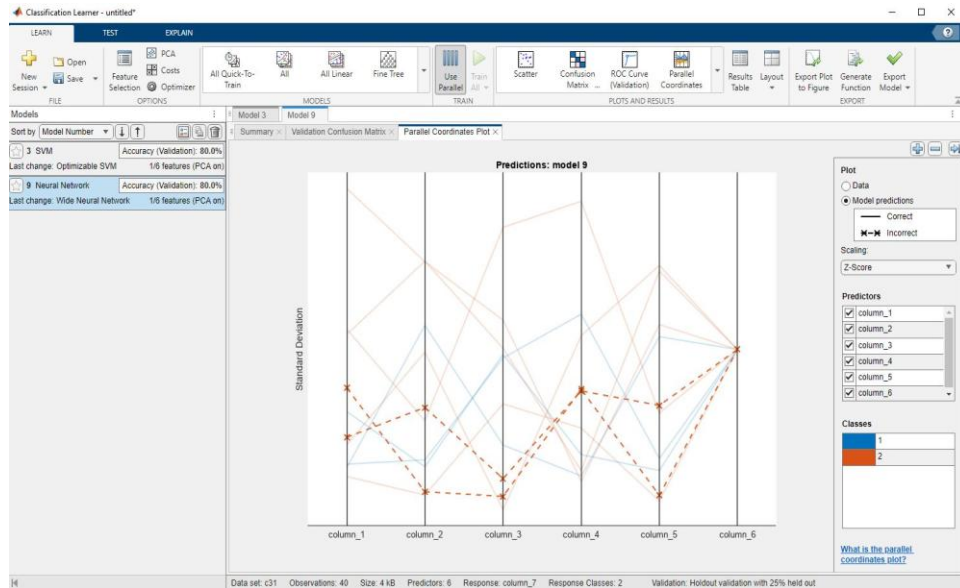 Classification Learner - untitled*
LEARN TEST EXPLAIN
New Session
Open
Save
FILE
Feature Selection
PCA
Costs
Optimizer
OPTIONS
All Quick-To-Train
All
All Linear
Fine Tree
MODELS
Use Parallel
Train All
TRAIN
Scatter
Confusion Matrix ...
ROC Curve (Validation)
Parallel Coordinates
PLOTS AND RESULTS
Results Table
Layout
Export Plot to Figure
Generate Function
Export Model
EXPORT
Models
Sort by Model Number
3 SVM Accuracy (Validation): 80.0%
Last change: Optimizable SVM 1/6 features (PCA on)
9 Neural Network Accuracy (Validation): 80.0%
Last change: Wide Neural Network 1/6 features (PCA on)
Model 3 Model 9
Summary Validation Confusion Matrix Parallel Coordinates Plot
Predictions: model 9
Standard Deviation
column_1 column_2 column_3 column_4 column_5 column_6
Plot
Data
Model predictions
Correct
Incorrect
Scaling:
Z-Score
Predictors
column_1
column_2
column_3
column_4
column_5
column_6
Classes
1
2
What is the parallel
coordinates plot?
Data set: c31 Observations: 40 Size: 4 kB Predictors: 6 Response: column_7 Response Classes: 2 Validation: Holdout validation with 25% held out